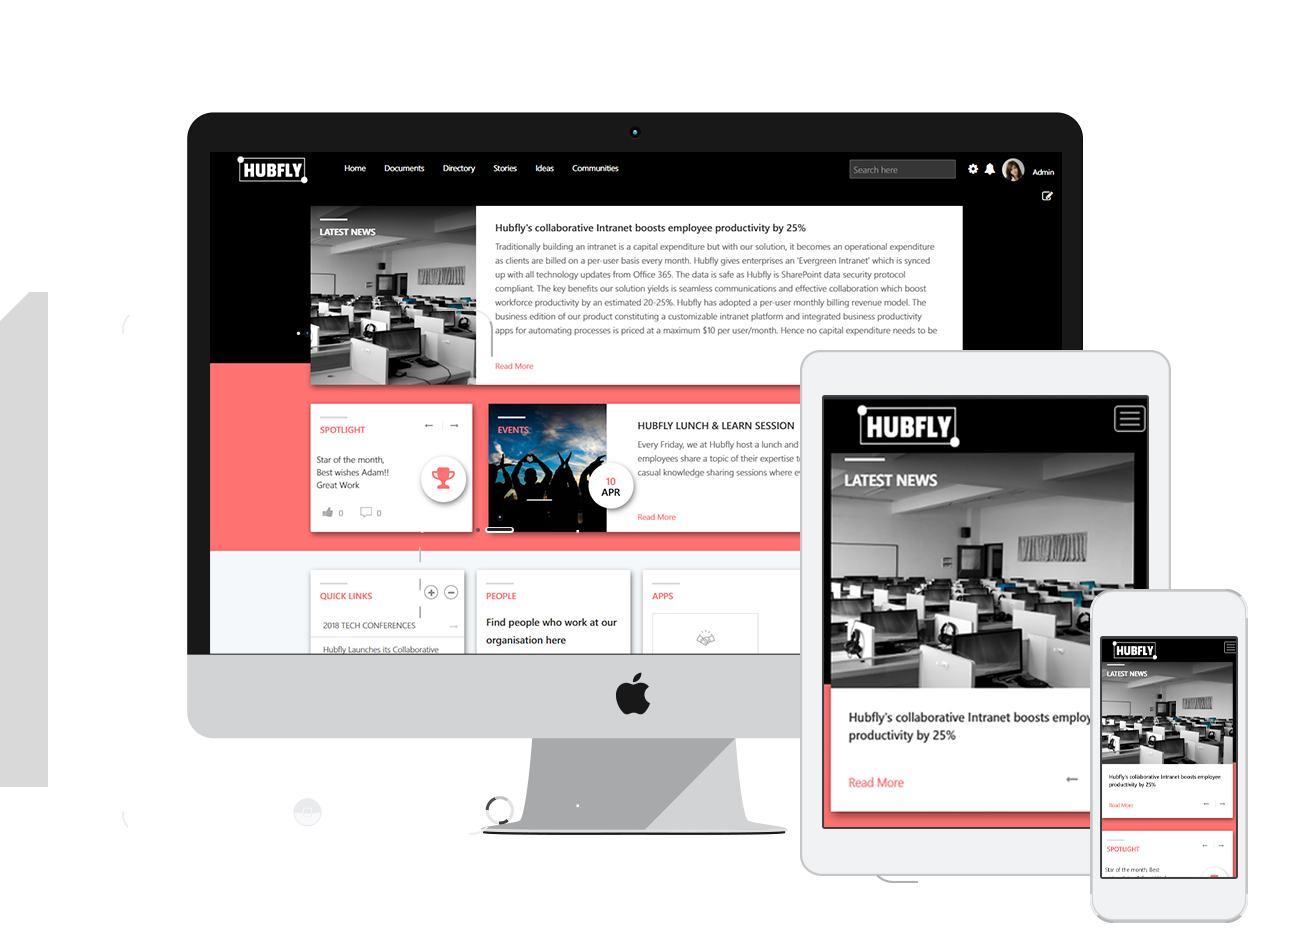 HUBFLY
Home Documents Directory Stories Ideas Communities
Search here
Admin
LATEST NEWS
Hubfly's collaborative Intranet boosts employee productivity by 25%
Traditionally building an intranet is a capital expenditure but with our solution, it becomes an operational expenditure
as clients are billed on a per-user basis every month. Hubfly gives enterprises an 'Evergreen Intranet' which is synced
up with all technology updates from Office 365. The data is safe as Hubfly is SharePoint data security protocol
compliant. The key benefits our solution yields is seamless communications and effective collaboration which boost
workforce productivity by an estimated 20-25%. Hubfly has adopted a per-user monthly billing revenue model. The
business edition of our product constituting a customizable intranet platform and integrated business productivity
apps for automating processes is priced at a maximum $10 per user/month. Hence no capital expenditure needs to be
Read More
SPOTLIGHT
Star of the month,
Best wishes Adam!!
Great Work
0 0
EVENTS
10
APR
HUBFLY LUNCH & LEARN SESSION
Every Friday, we at Hubfly host a lunch and
employees share a topic of their expertise
casual knowledge sharing sessions where
Read More
QUICK LINKS
2018 TECH CONFERENCES
Hubfly Launches its Collaborative
PEOPLE
Find people who work at our
organisation here
APPS
HUBFLY
LATEST NEWS
Hubfly's collaborative Intranet boosts employ
productivity by 25%
Read More
HUBFLY
LATEST NEWS
Hubfly's collaborative Intranet boosts employee
productivity by 25%
Read More
SPOTLIGHT
Star of the month, Best